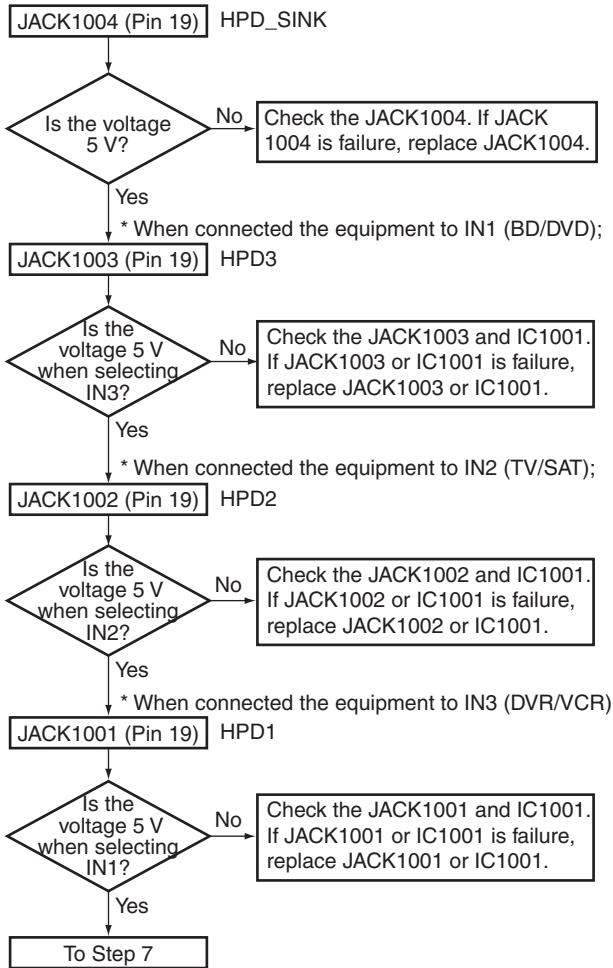 JACK1004 (Pin 19) HPD_SINK
Is the voltage
5 V?
No
Check the JACK1004. If JACK
1004 is failure, replace JACK1004.
Yes
* When connected the equipment to IN1 (BD/DVD);
JACK1003 (Pin 19) HPD3
Is the
voltage 5 V
when selecting
IN3?
No
Check the JACK1003 and IC1001.
If JACK1003 or IC1001 is failure,
replace JACK1003 or IC1001.
Yes
* When connected the equipment to IN2 (TV/SAT);
JACK1002 (Pin 19) HPD2
Is the
voltage 5 V
when selecting
IN2?
No
Check the JACK1002 and IC1001.
If JACK1002 or IC1001 is failure,
replace JACK1002 or IC1001.
Yes
* When connected the equipment to IN3 (DVR/VCR)
JACK1001 (Pin 19) HPD1
Is the
voltage 5 V
when selecting
IN1?
No
Check the JACK1001 and IC1001.
If JACK1001 or IC1001 is failure,
replace JACK1001 or IC1001.
Yes
To Step 7